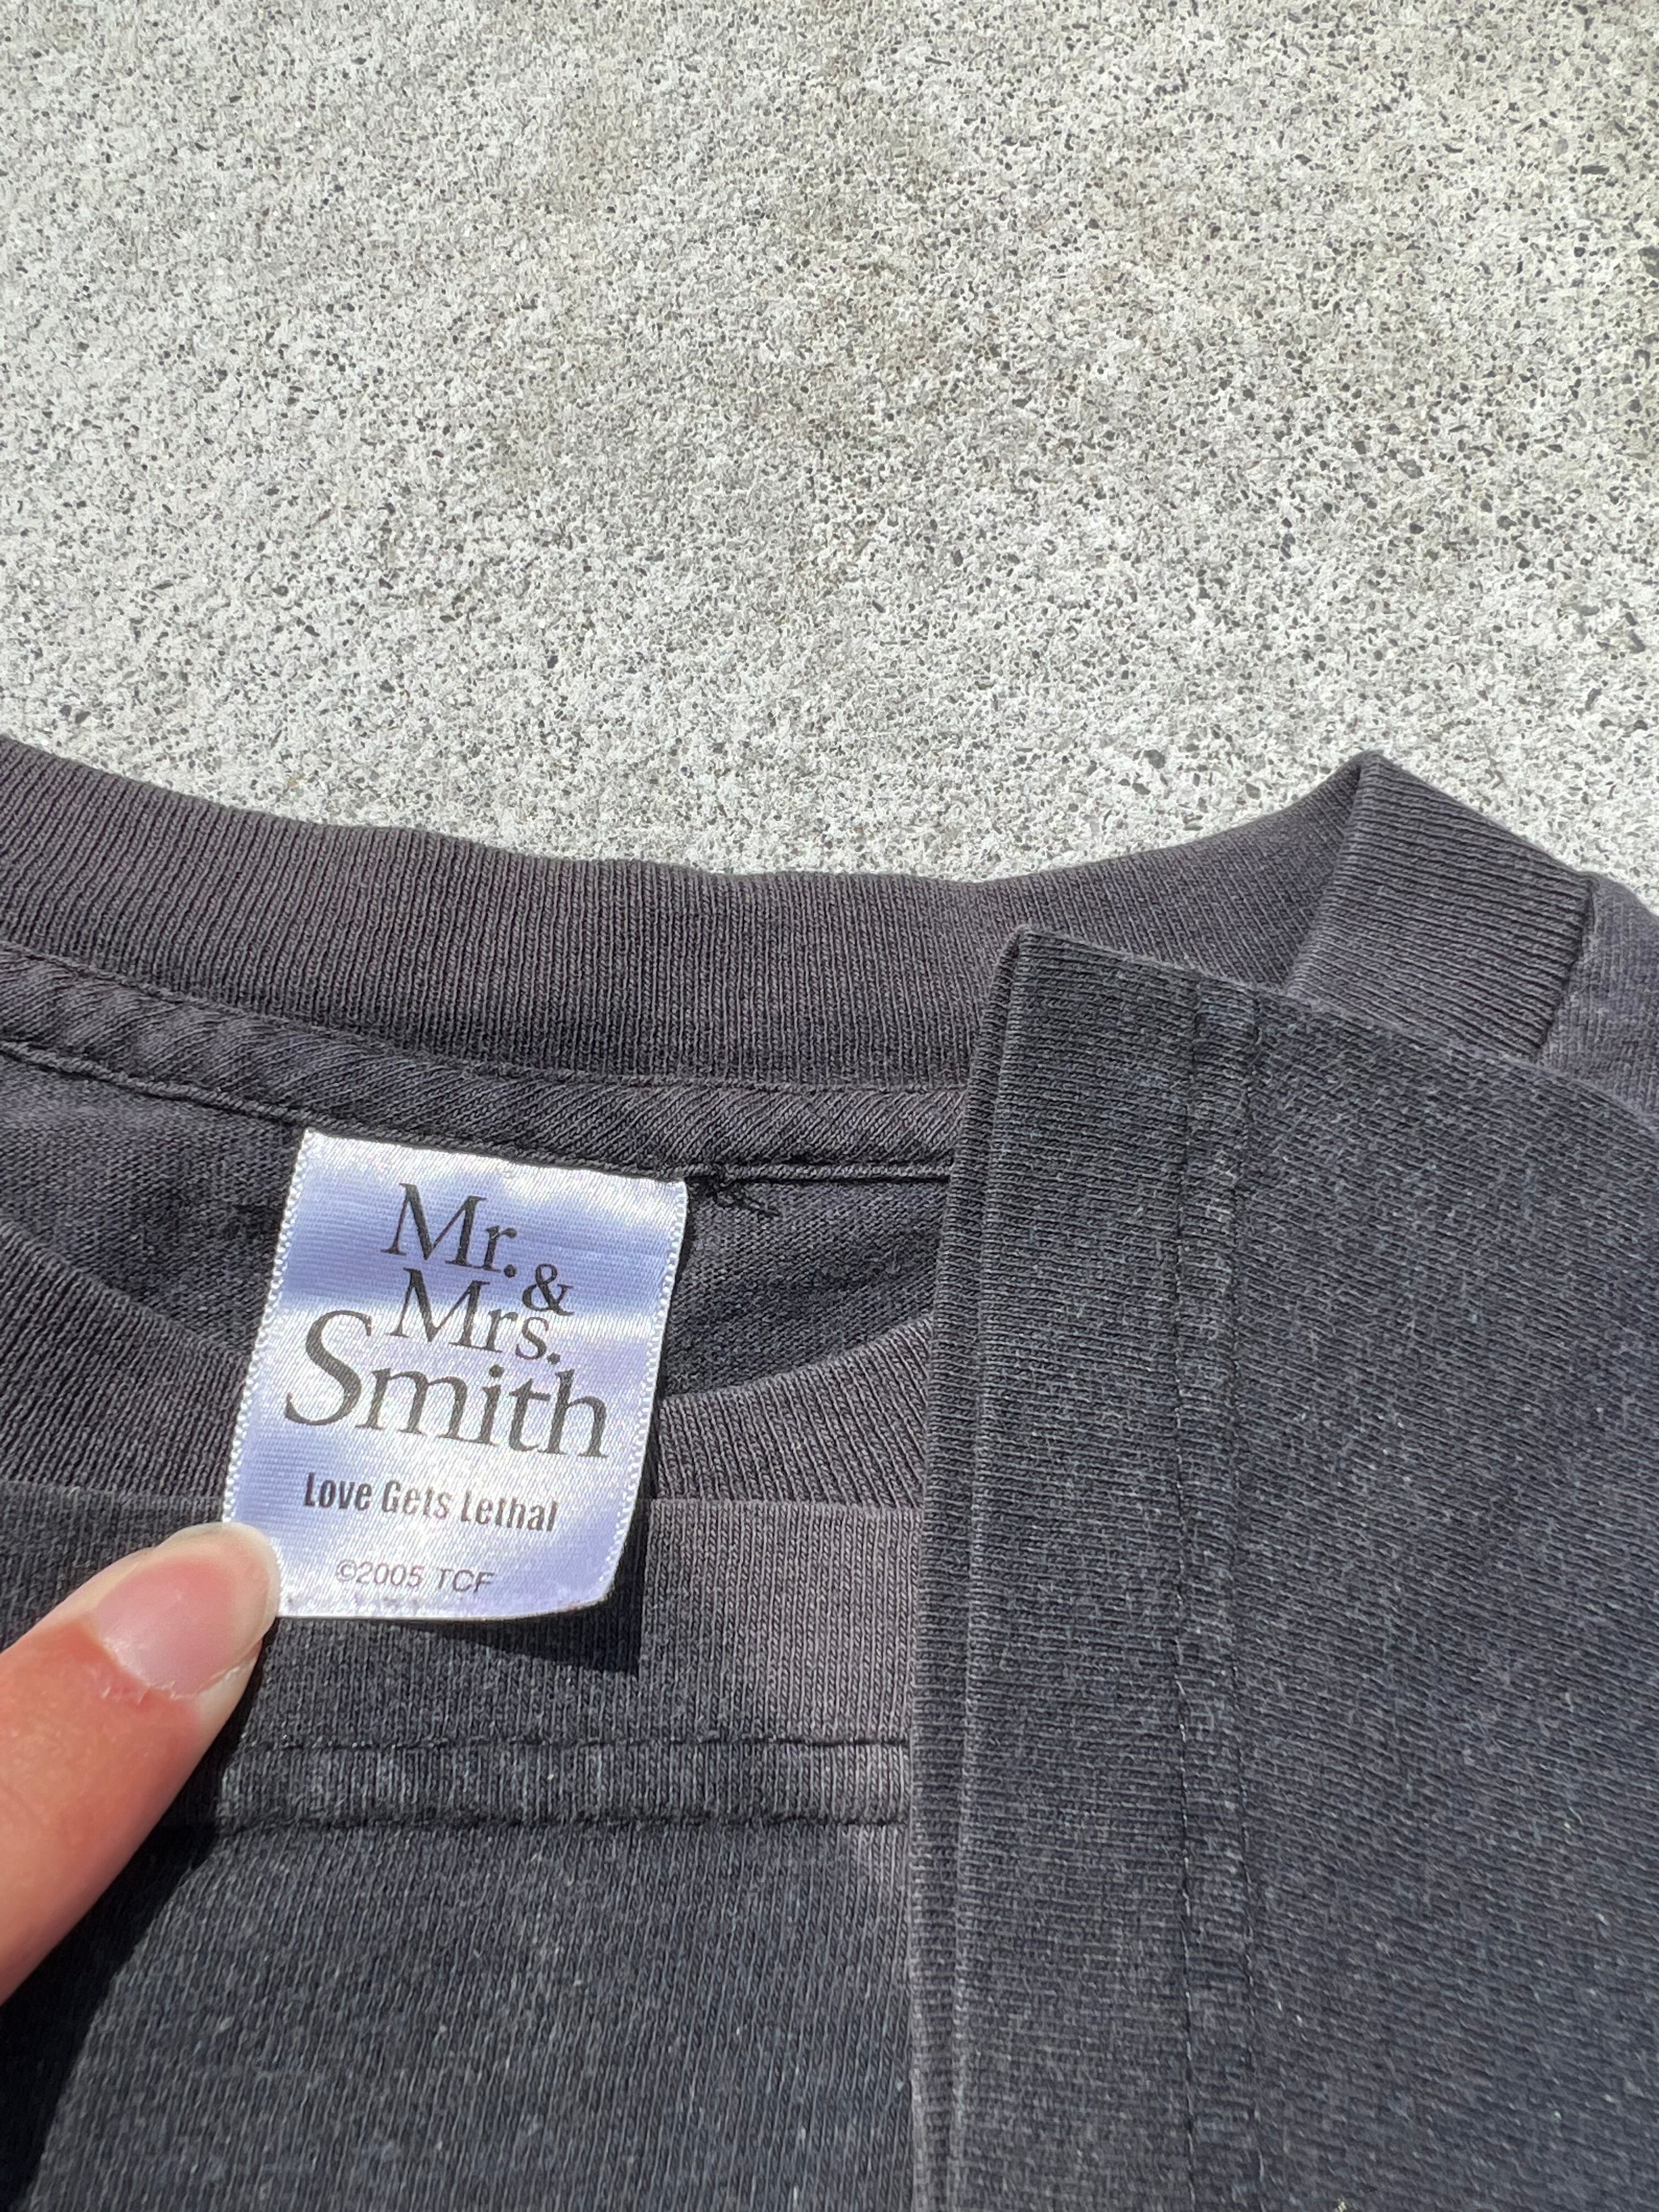 Mr. &
Mrs.
Smith
Love Gets Lethal
©2005 TCF